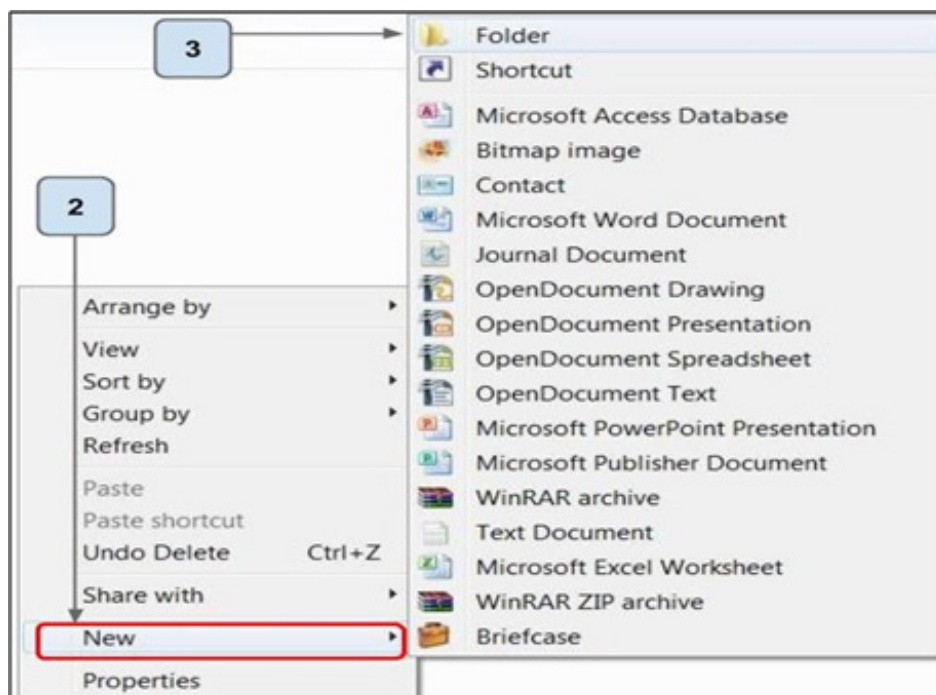 3
Folder
Shortcut
Microsoft Access Database
Bitmap image
Contact
Microsoft Word Document
Journal Document
OpenDocument Drawing
OpenDocument Presentation
OpenDocument Spreadsheet
OpenDocument Text
Microsoft PowerPoint Presentation
Microsoft Publisher Document
WinRAR archive
Text Document
Microsoft Excel Worksheet
WinRAR ZIP archive
Briefcase
2
Arrange by
View
Sort by
Group by
Refresh
Paste
Paste shortcut
Undo Delete Ctrl+Z
Share with
New
Properties